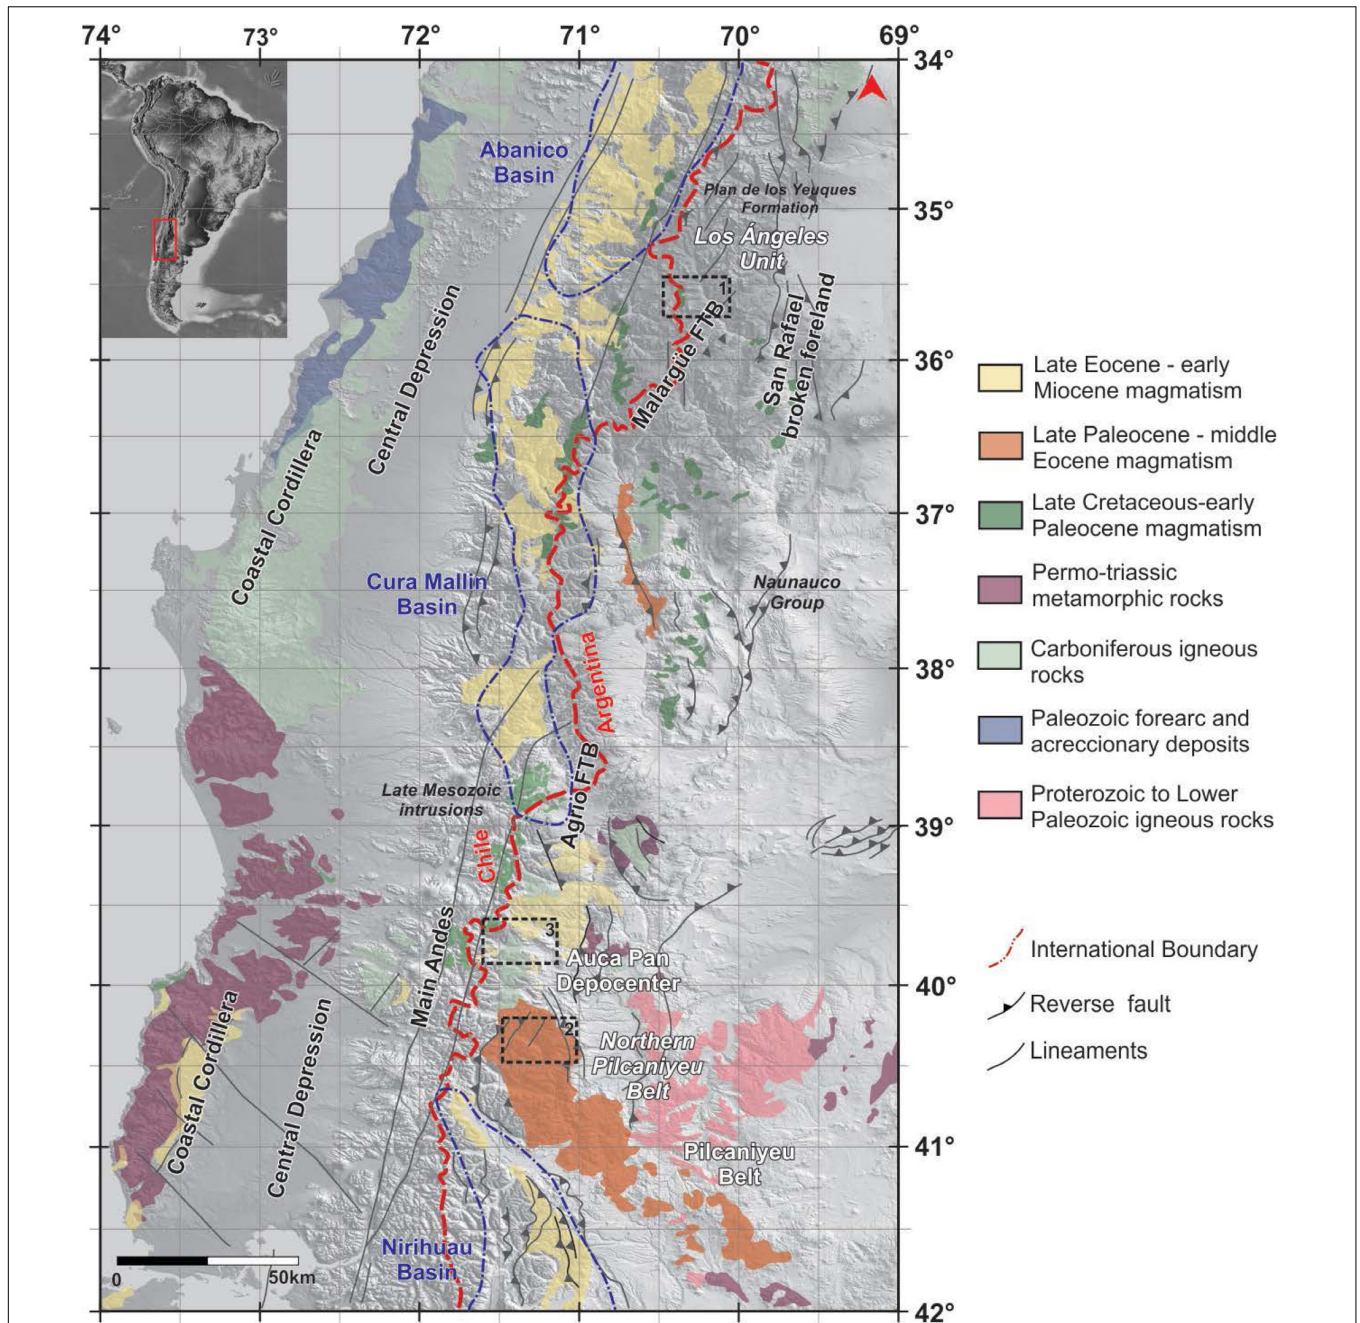 74°
73°
72°
71°
70°
69°
34°
Abanico
Basin
Plan de los Yeuques
Formation
35°
Los Ángeles
Unit
1
Central Depression
Malargüe FTB
San Rafael
broken foreland
36°
Coastal Cordillera
37°
Cura Mallin
Basin
Naunauco
Group
Argentina
38°
Late Mesozoic
intrusions
Agrio FTB
39°
Chile
Main Andes
3
Auca Pan
Depocenter
40°
2
Northern
Pilcaniyeu
Belt
Coastal Cordillera
Central Depression
41°
Pilcaniyeu
Belt
Nirihuau
Basin
0
50km
42°
Late Eocene - early
Miocene magmatism
Late Paleocene - middle
Eocene magmatism
Late Cretaceous-early
Paleocene magmatism
Permo-triassic
metamorphic rocks
Carboniferous igneous
rocks
Paleozoic forearc and
acreccionary deposits
Proterozoic to Lower
Paleozoic igneous rocks
International Boundary
Reverse fault
Lineaments